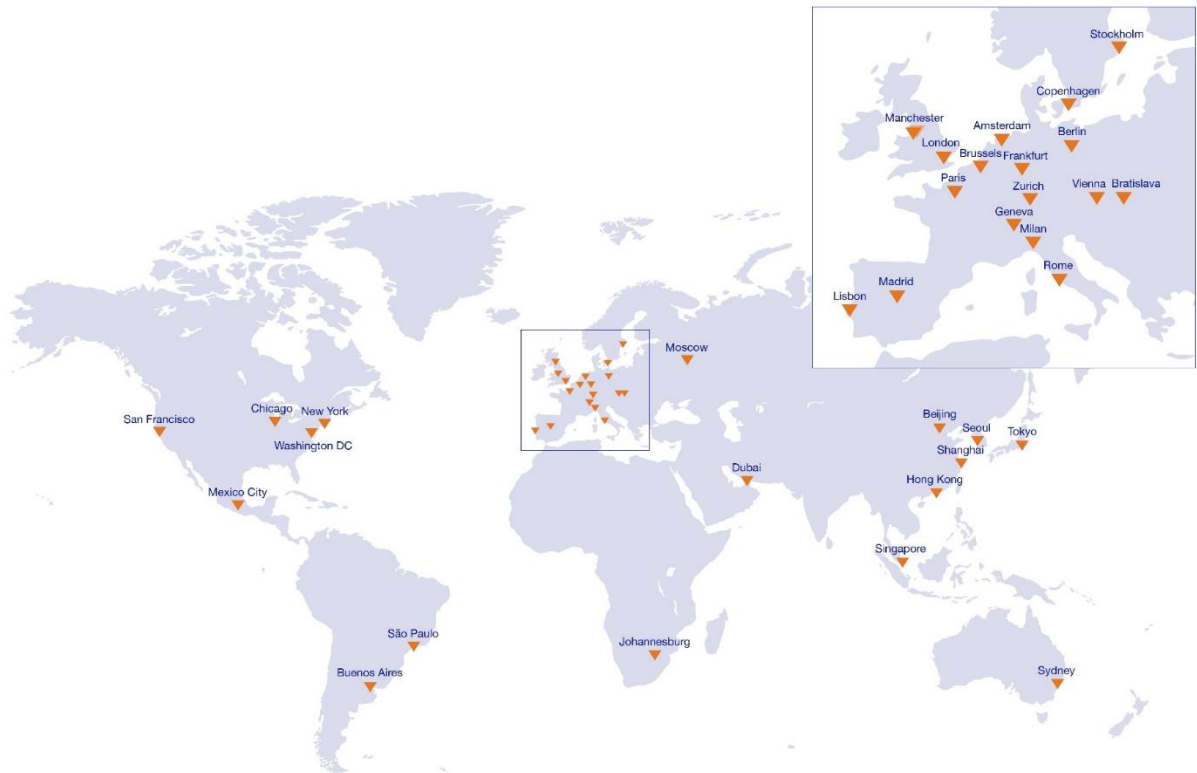 Stockholm
Copenhagen
Manchester
Amsterdam
Berlin
London
Brussels
Frankfurt
Paris
Zurich
Vienna
Bratislava
Geneva
Milan
Rome
Madrid
Lisbon
Moscow
San Francisco
Chicago
New York
Washington DC
Beijing
Seoul
Tokyo
Shanghai
Dubai
Hong Kong
Mexico City
Singapore
São Paulo
Johannesburg
Buenos Aires
Sydney